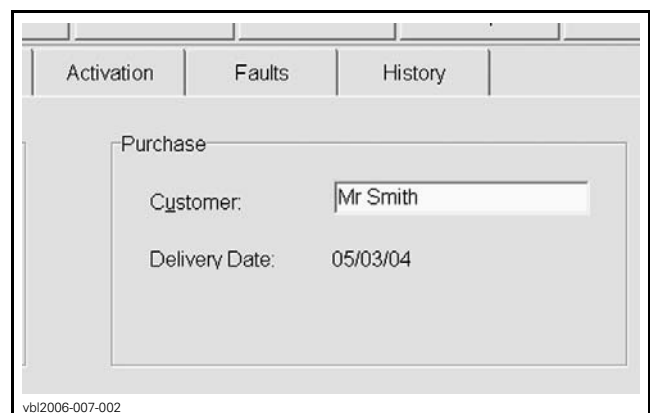 Activation Faults History
Purchase
Customer: Mr Smith
Delivery Date: 05/03/04
vbl2006-007-002